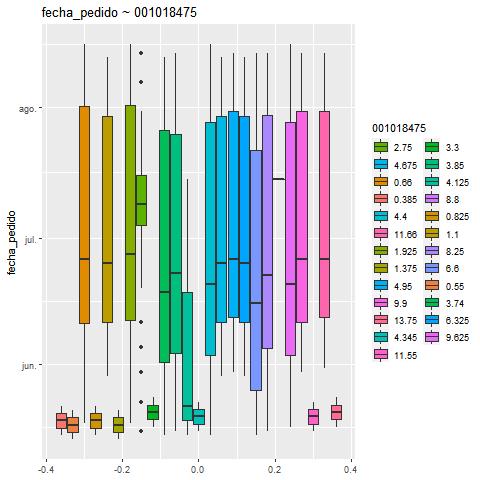 fecha_pedido ~ 001018475
fecha_pedido
ago.
jul.
jun.
-0.4 -0.2 0.0 0.2 0.4
001018475
2.75 3.3
4.675 3.85
0.66 4.125
0.385 8.8
4.4 0.825
11.66 1.1
1.925 8.25
1.375 6.6
4.95 0.55
9.9 3.74
13.75 6.325
4.345 9.625
11.55